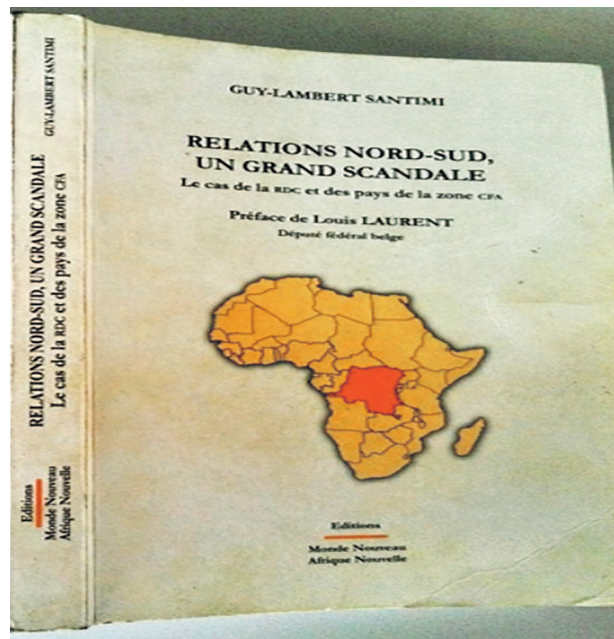 GUY-LAMBERT SANTIMI
RELATIONS NORD-SUD,
UN GRAND SCANDALE
Le cas de la RDC et des pays de la zone CFA
Préface de Louis LAURENT
Député fédéral belge
Editions
Monde Nouveau
Afrique Nouvelle
GUY-LAMBERT SANTIMI
RELATIONS NORD-SUD, UN GRAND SCANDALE
Le cas de la RDC et des pays de la zone CFA
Editions
Monde Nouveau
Afrique Nouvelle